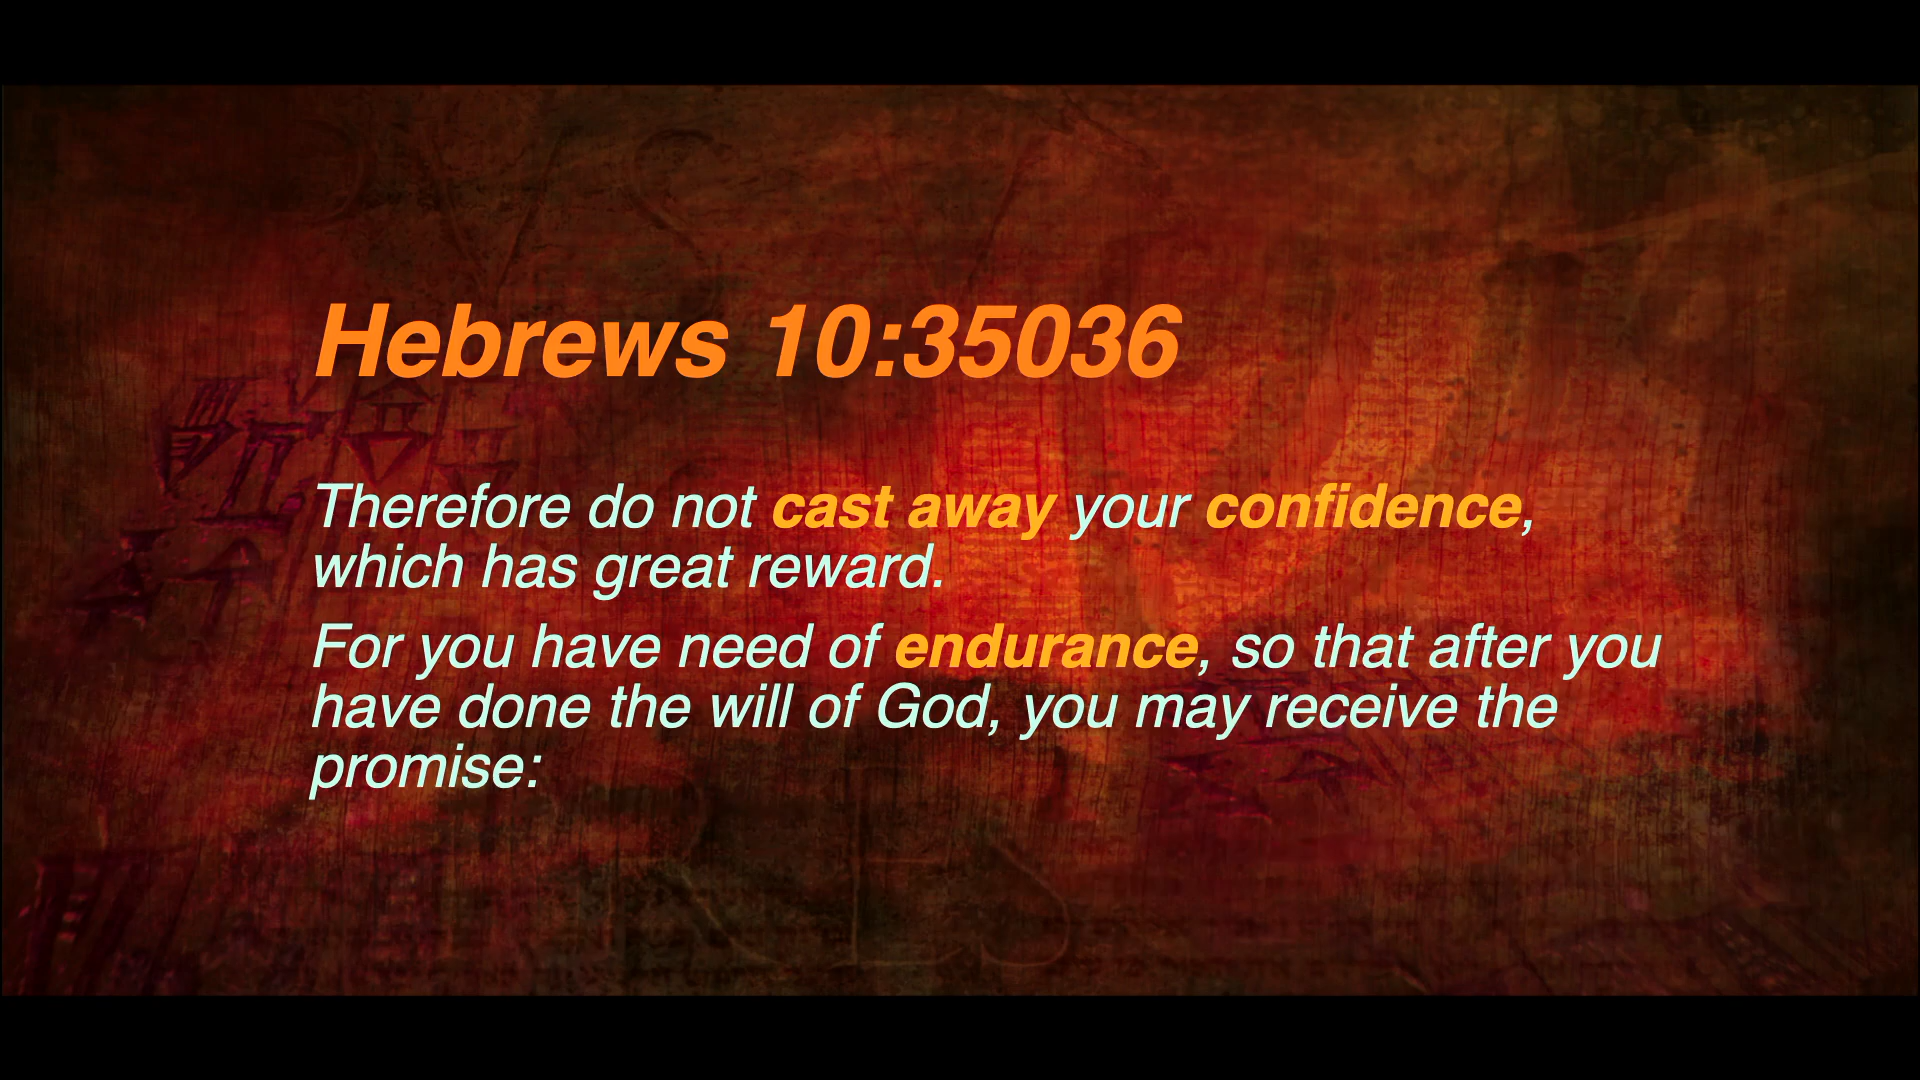 Hebrews 10:35036
Therefore do not cast away your confidence,
which has great reward.
For you have need of endurance, so that after you
have done the will of God, you may receive the
promise: